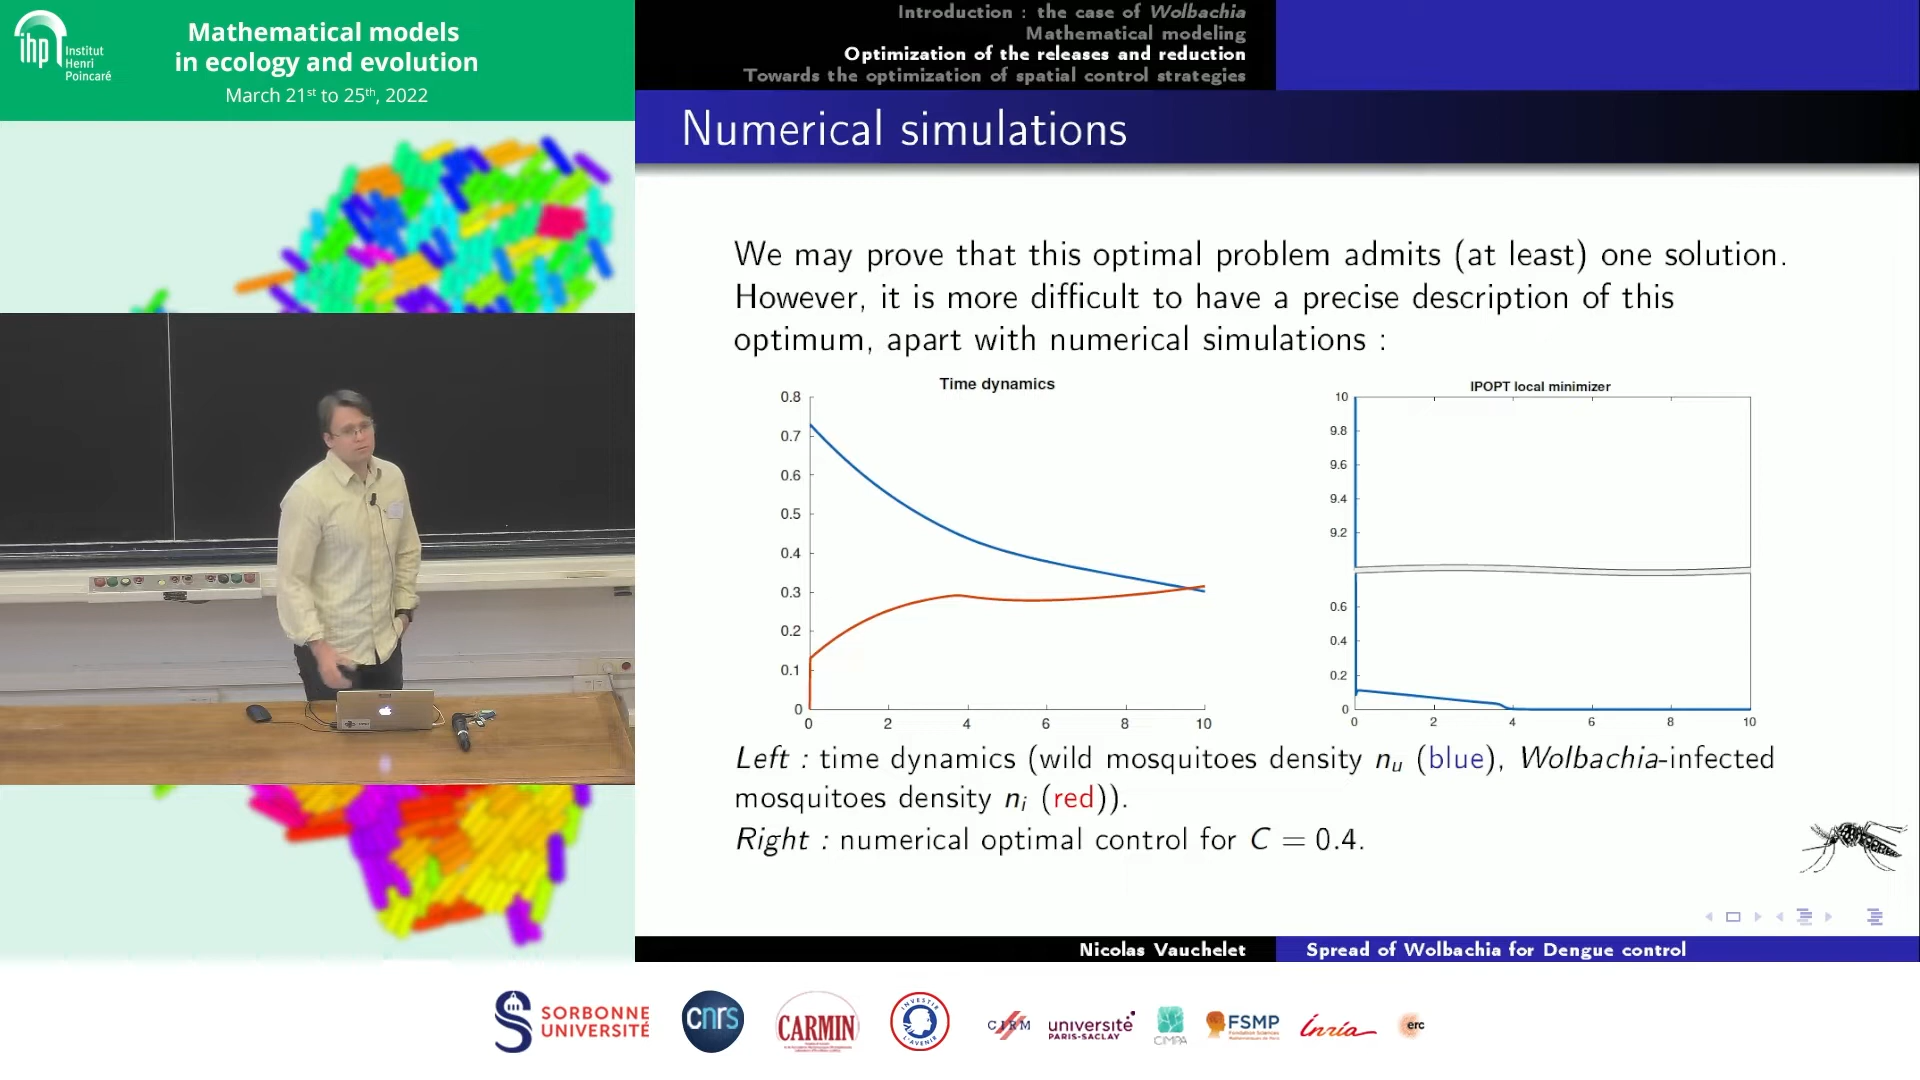 ihp
Institut
Henri
Poincaré
Mathematical models
in ecology and evolution
March 21st to 25th, 2022
Introduction : the case of Wolbachia
Mathematical modeling
Optimization of the releases and reduction
Towards the optimization of spatial control strategies
Numerical simulations
We may prove that this optimal problem admits (at least) one solution.
However, it is more difficult to have a precise description of this
optimum, apart with numerical simulations :
Time dynamics
0.8
0.7
0.6
0.5
0.4
0.3
0.2
0.1
0
0 2 4 6 8 10
IPOPT local minimizer
10
9.8
9.6
9.4
9.2
0.6
0.4
0.2
0
0 2 4 6 8 10
Left : time dynamics (wild mosquitoes density nu (blue), Wolbachia-infected
mosquitoes density ni (red)).
Right : numerical optimal control for C = 0.4.
Nicolas Vauchelet
Spread of Wolbachia for Dengue control
SORBONNE
UNIVERSITÉ
cnrs
CARMIN
INVESTIR
L'AVENIR
CIRM
université
PARIS-SACLAY
CIMPA
FSMP
Inria
erc